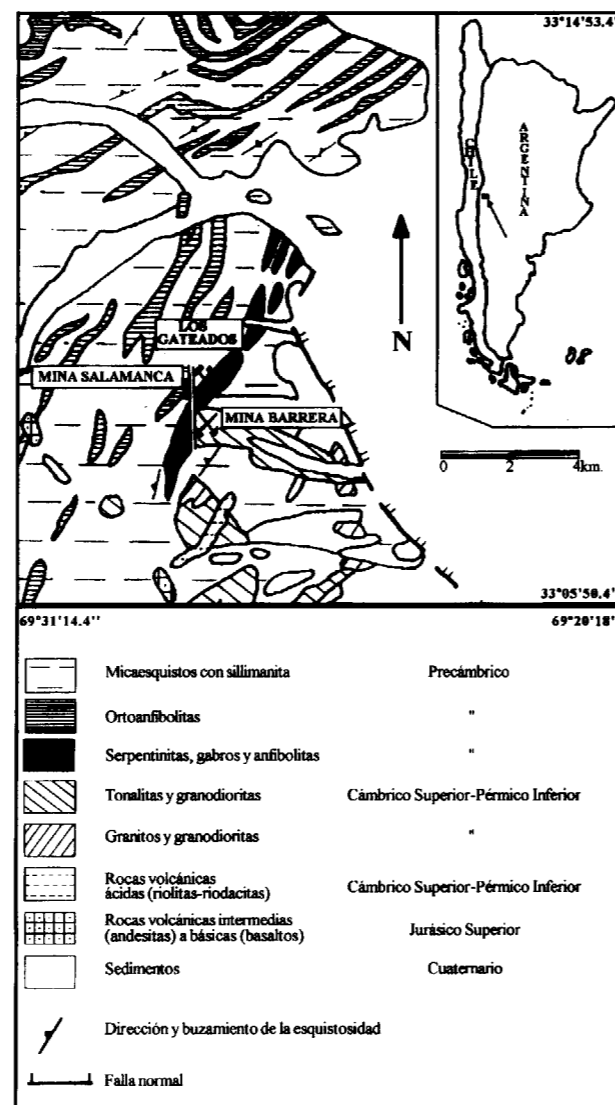 33°14'53.4"
CHILE
ARGENTINA
LOS
GATEADOS
N
MINA SALAMANCA
MINA BARRERA
0 2 4km.
33°05'50.4"
69°31'14.4'' 69°20'18"
Micaesquistos con sillimanita Precámbrico
Ortoanfibolitas "
Serpentinitas, gabros y anfibolitas "
Tonalitas y granodioritas Cámbrico Superior-Pérmico Inferior
Granitos y granodioritas "
Rocas volcánicas
ácidas (riolitas-riodacitas) Cámbrico Superior-Pérmico Inferior
Rocas volcánicas intermedias
(andesitas) a básicas (basaltos) Jurásico Superior
Sedimentos Cuaternario
Dirección y buzamiento de la esquistosidad
Falla normal